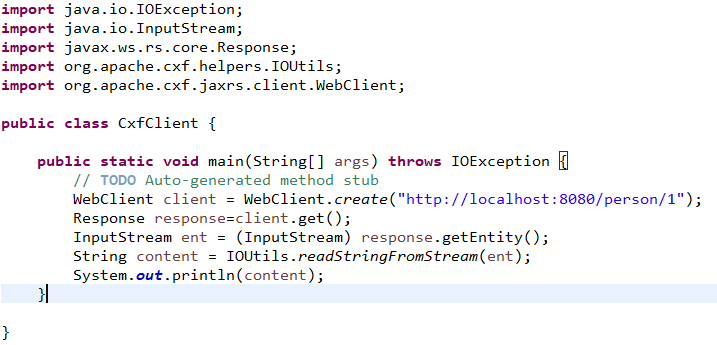 import java.io.IOException;
import java.io.InputStream;
import javax.ws.rs.core.Response;
import org.apache.cxf.helpers.IOUtils;
import org.apache.cxf.jaxrs.client.WebClient;

public class CxfClient {

    public static void main(String[] args) throws IOException {
        // TODO Auto-generated method stub
        WebClient client = WebClient.create("http://localhost:8080/person/1");
        Response response=client.get();
        InputStream ent = (InputStream) response.getEntity();
        String content = IOUtils.readStringFromStream(ent);
        System.out.println(content);
    }

}